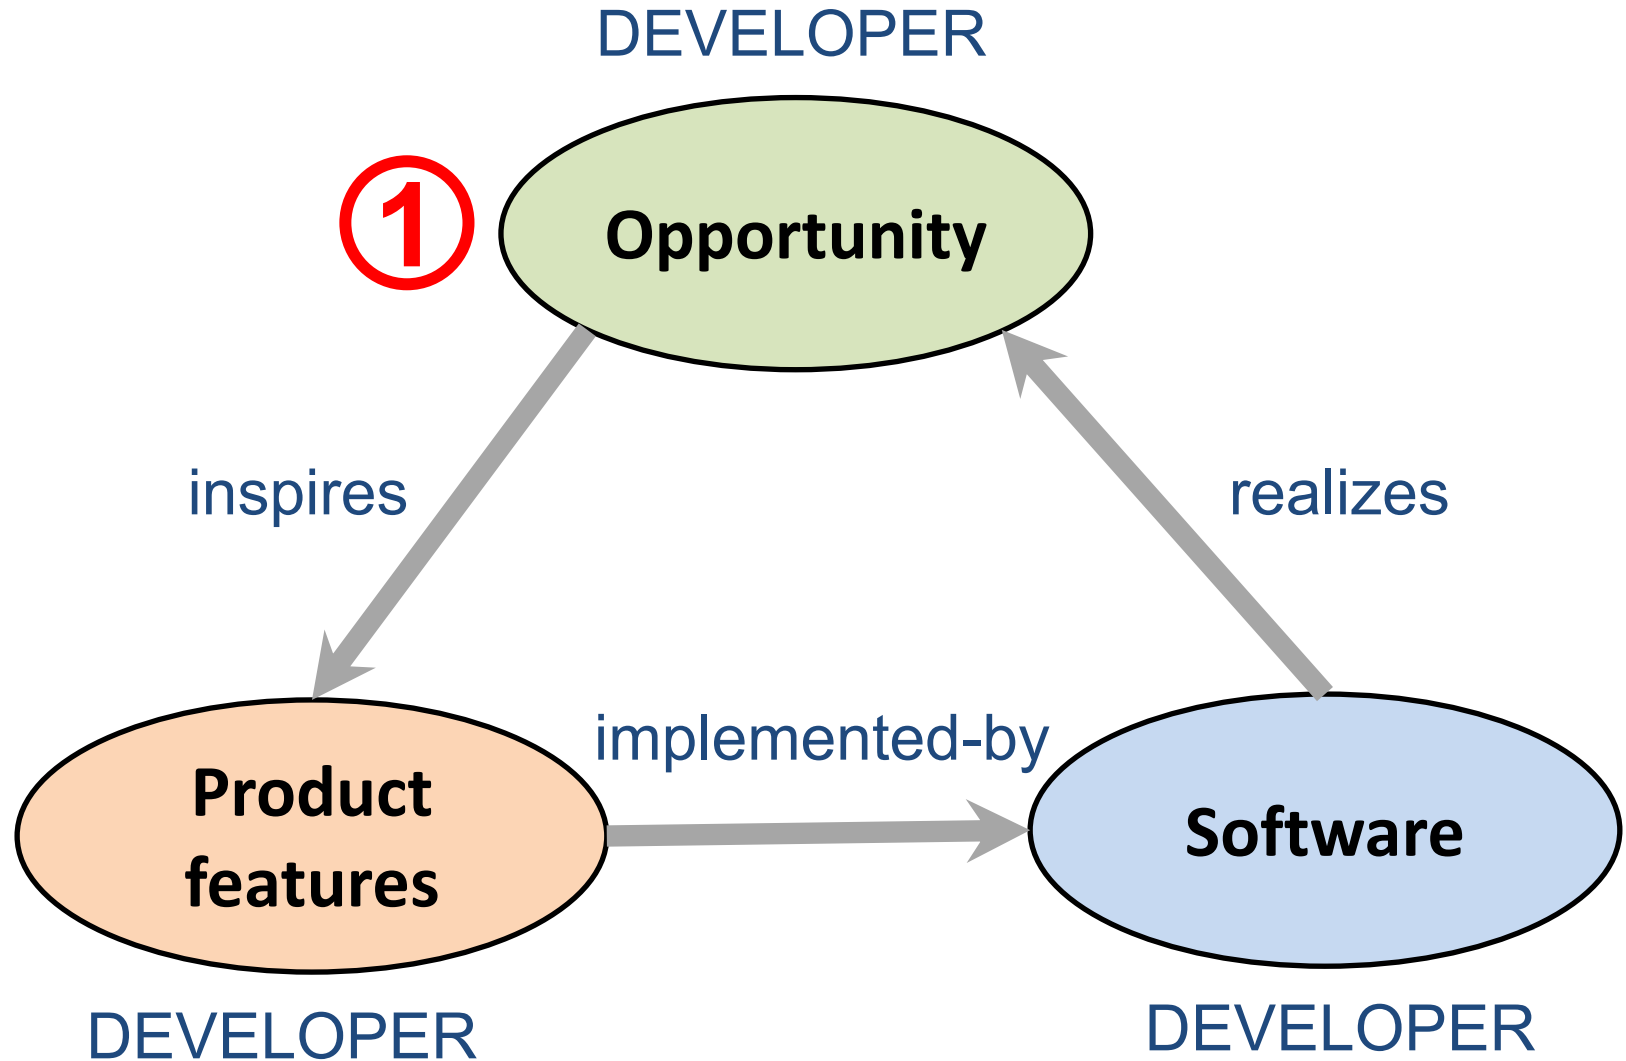 DEVELOPER
1
Opportunity
inspires
realizes
implemented-by
Product
features
Software
DEVELOPER
DEVELOPER